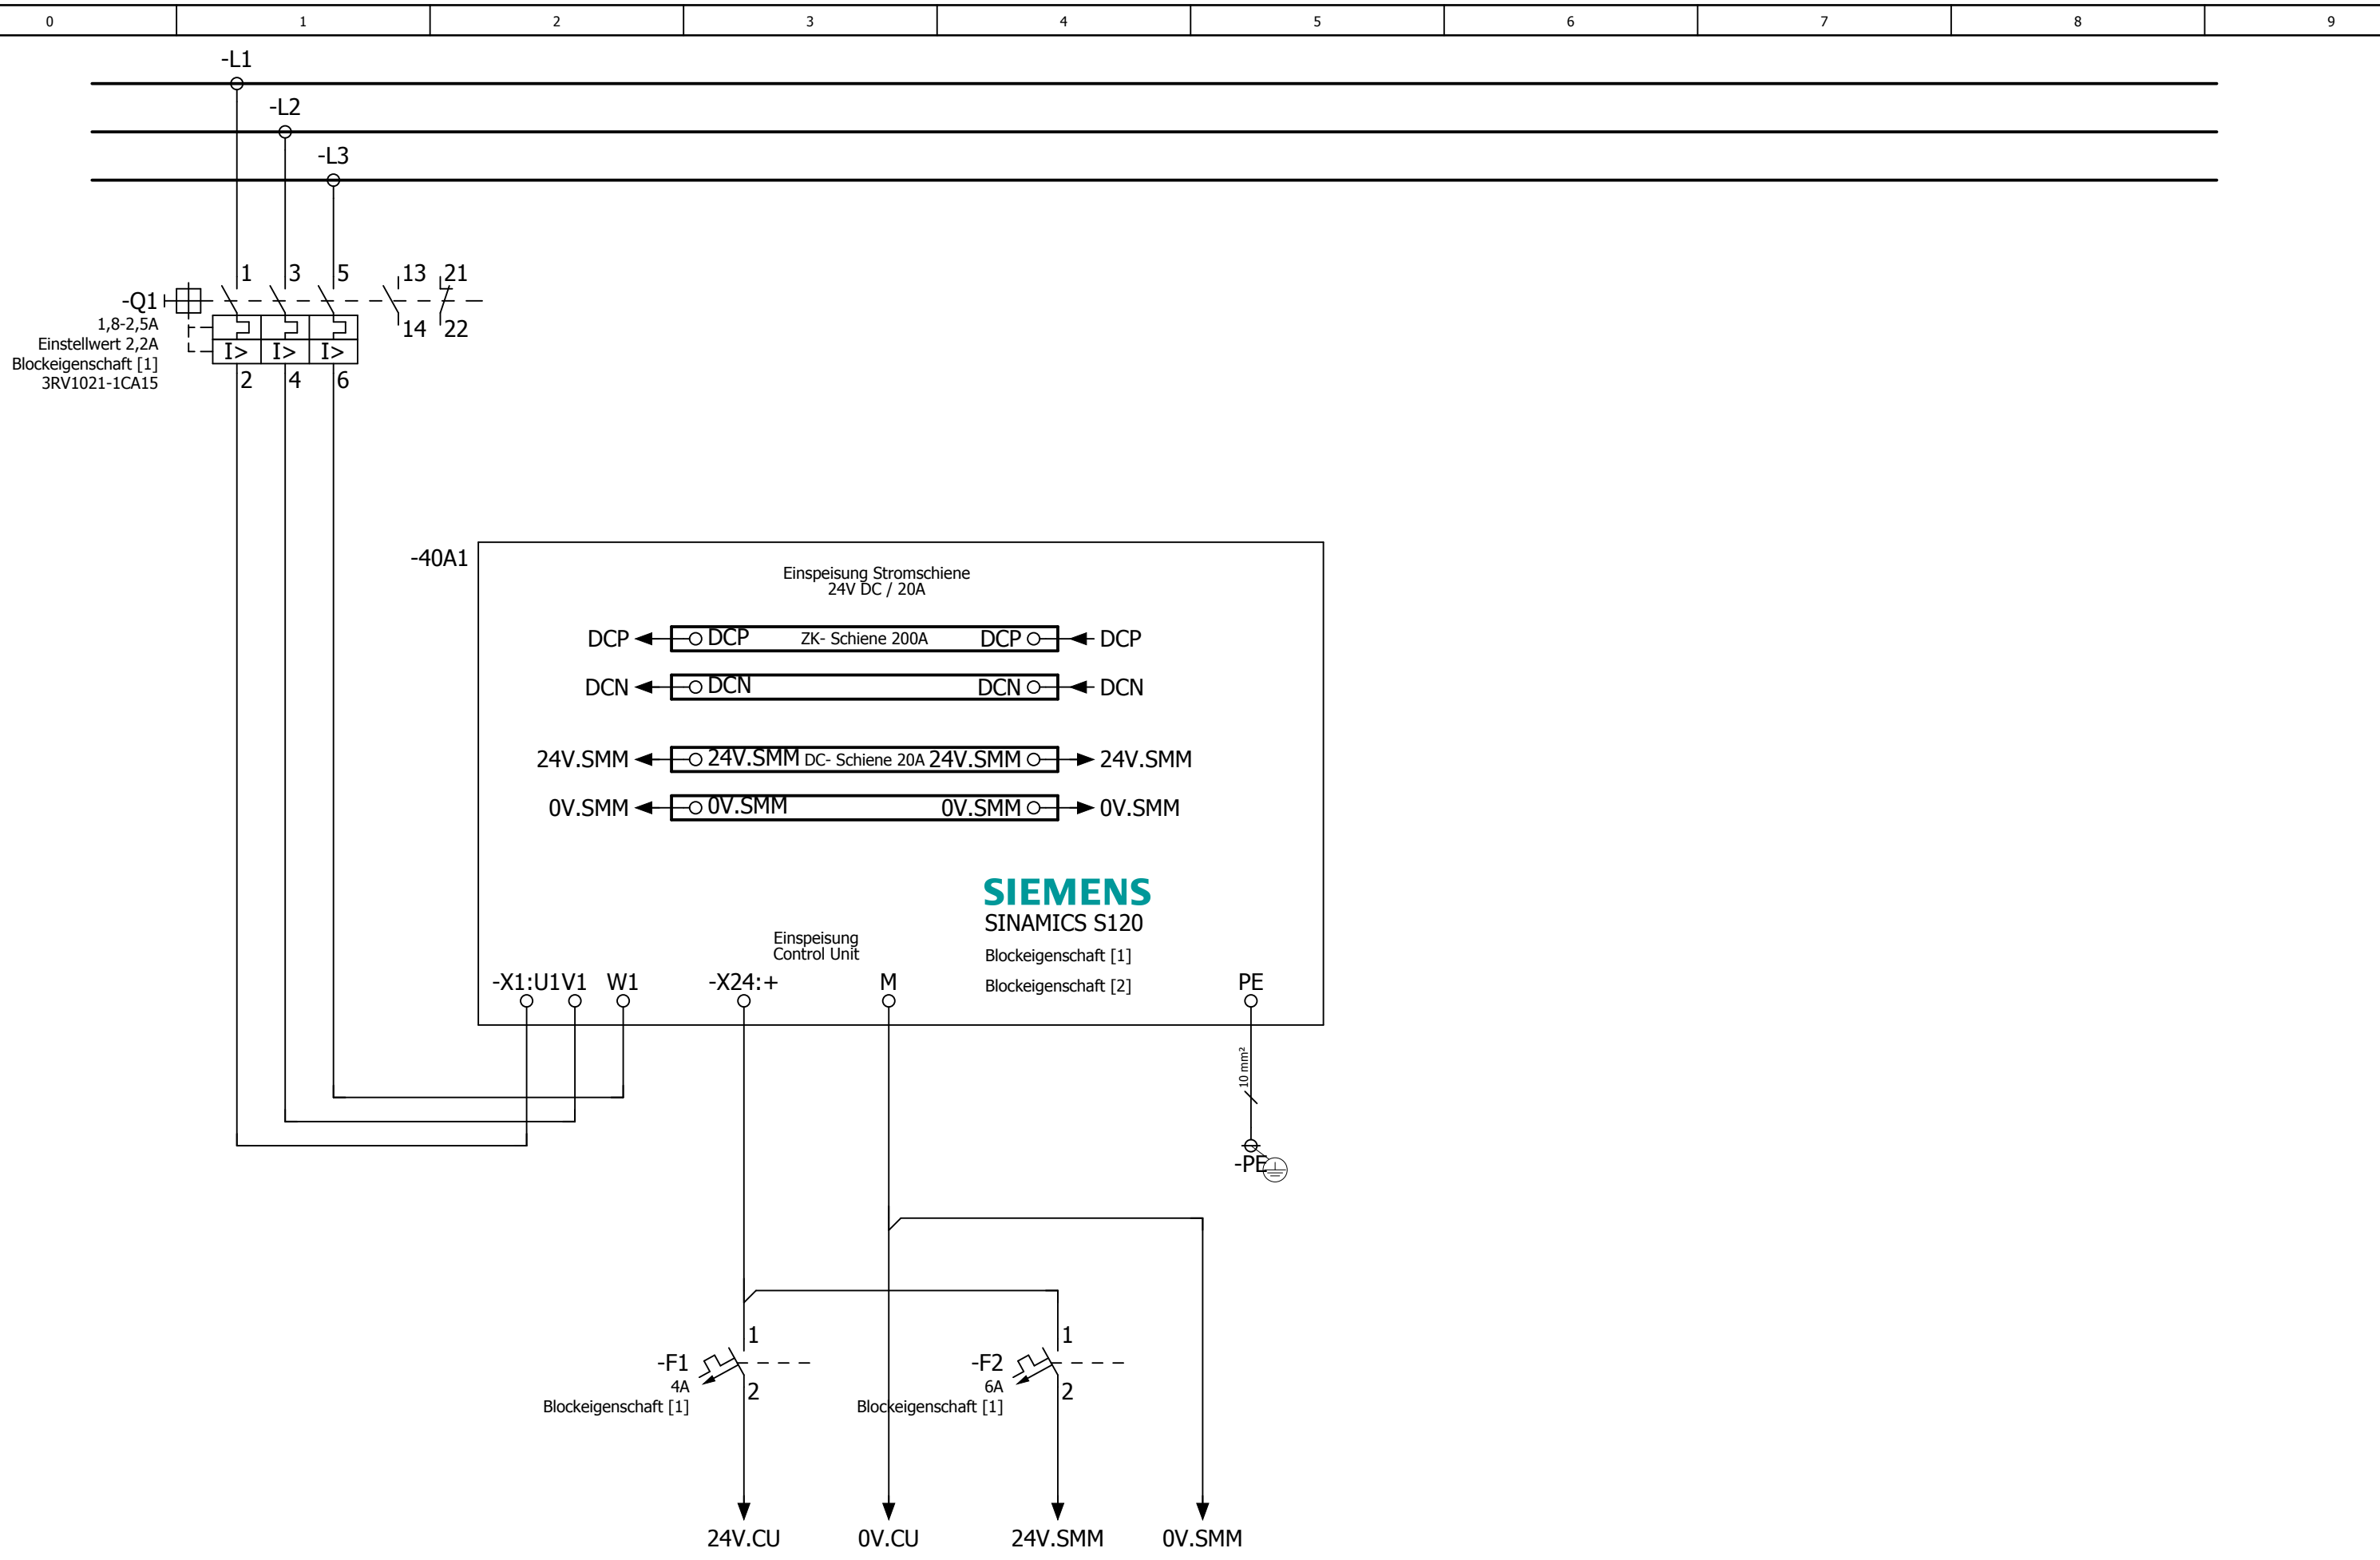 0 1 2 3 4 5 6 7 8 9
-L1
-L2
-L3
1 3 5 13 21
-Q1
1,8-2,5A
14 22
Einstellwert 2,2A
I> I> I>
Blockeigenschaft [1]
3RV1021-1CA15
2 4 6
-40A1
Einspeisung Stromschiene
24V DC / 20A
DCP DCP ZK- Schiene 200A DCP DCP
DCN DCN DCN DCN
24V.SMM 24V.SMM DC- Schiene 20A 24V.SMM 24V.SMM
0V.SMM 0V.SMM 0V.SMM 0V.SMM
SIEMENS
SINAMICS S120
Einspeisung
Control Unit
Blockeigenschaft [1]
Blockeigenschaft [2]
-X1:U1 V1 W1 -X24:+ M PE
10 mm²
-PE
1 1
-F1 -F2
4A 6A
2 2
Blockeigenschaft [1] Blockeigenschaft [1]
24V.CU 0V.CU 24V.SMM 0V.SMM